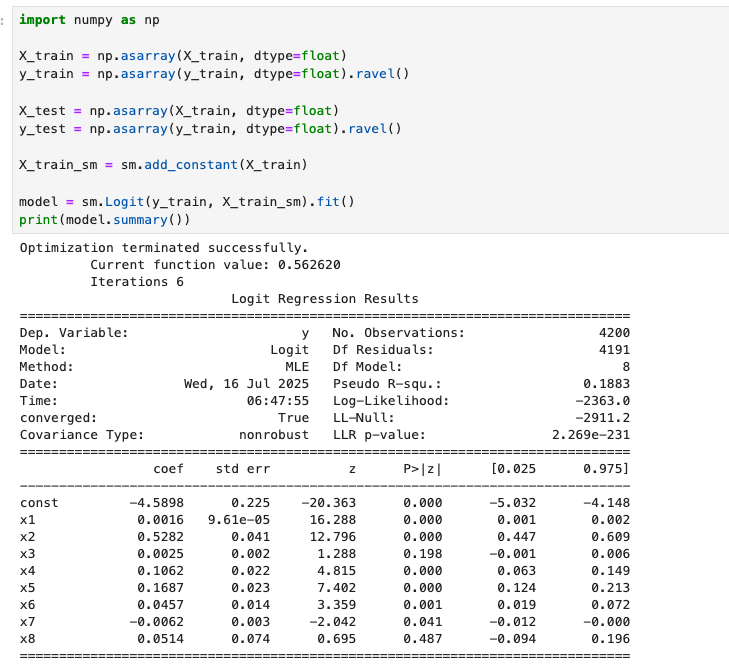 :
import numpy as np
X_train = np.asarray(X_train, dtype=float)
y_train = np.asarray(y_train, dtype=float).ravel()
X_test = np.asarray(X_train, dtype=float)
y_test = np.asarray(y_train, dtype=float).ravel()
X_train_sm = sm.add_constant(X_train)
model = sm.Logit(y_train, X_train_sm).fit()
print(model.summary())
Optimization terminated successfully.
         Current function value: 0.562620
         Iterations 6
                           Logit Regression Results
==============================================================================
Dep. Variable:                      y   No. Observations:                 4200
Model:                          Logit   Df Residuals:                     4191
Method:                           MLE   Df Model:                            8
Date:                Wed, 16 Jul 2025   Pseudo R-squ.:                  0.1883
Time:                        06:47:55   Log-Likelihood:                -2363.0
converged:                       True   LL-Null:                       -2911.2
Covariance Type:            nonrobust   LLR p-value:                2.269e-231
==============================================================================
                 coef    std err          z      P>|z|      [0.025      0.975]
------------------------------------------------------------------------------
const         -4.5898      0.225    -20.363      0.000      -5.032      -4.148
x1             0.0016   9.61e-05     16.288      0.000       0.001       0.002
x2             0.5282      0.041     12.796      0.000       0.447       0.609
x3             0.0025      0.002      1.288      0.198      -0.001       0.006
x4             0.1062      0.022      4.815      0.000       0.063       0.149
x5             0.1687      0.023      7.402      0.000       0.124       0.213
x6             0.0457      0.014      3.359      0.001       0.019       0.072
x7            -0.0062      0.003     -2.042      0.041      -0.012      -0.000
x8             0.0514      0.074      0.695      0.487      -0.094       0.196
==============================================================================